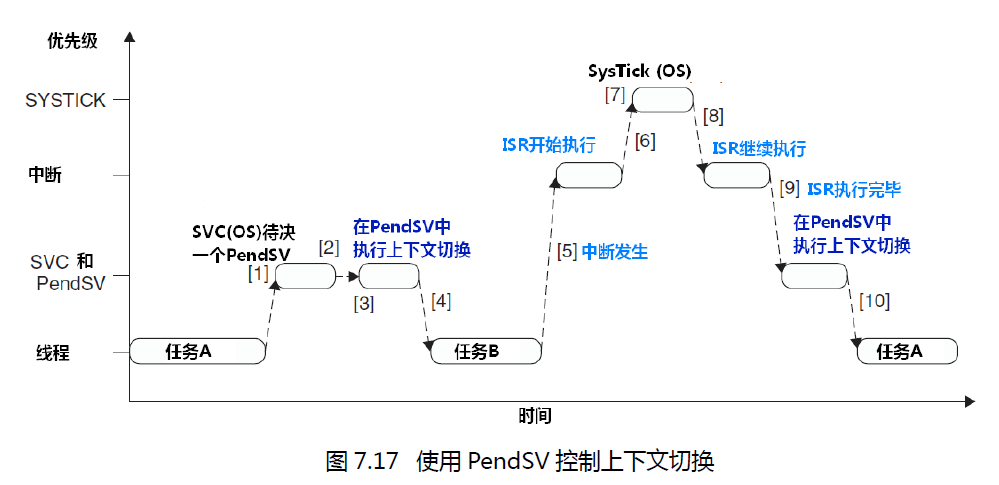 优先级
SysTick (OS)
SYSTICK
[7]
[8]
ISR开始执行
[6]
ISR继续执行
中断
[9] ISR执行完毕
SVC(OS)待决
一个PendSV
[2]
在PendSV中
执行上下文切换
在PendSV中
执行上下文切换
[5] 中断发生
SVC 和
PendSV
[1]
[3]
[4]
[10]
线程
任务A
任务B
任务A
时间
图 7.17 使用 PendSV 控制上下文切换